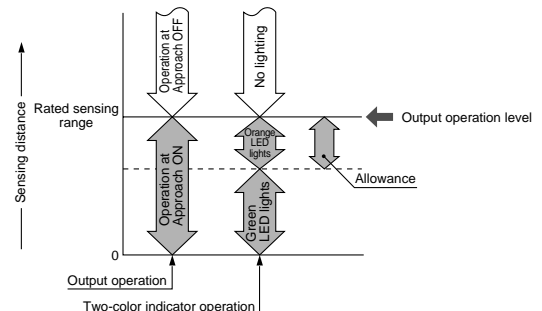 Sensing distance
Operation at
Approach OFF
No lighting
Rated sensing
range
Output operation level
Orange
LED
lights
Operation at
Approach ON
Allowance
Green
LED lights
0
Output operation
Two-color indicator operation